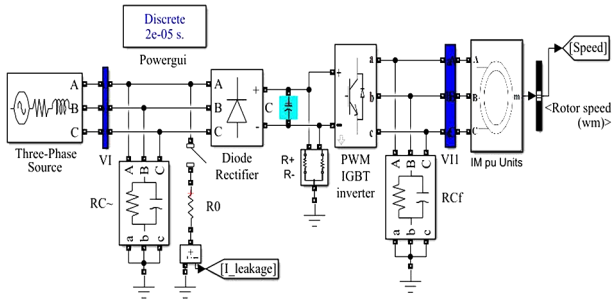 Discrete
2e-05 s.
Powergui
A
B
C
A
B
C
Three-Phase
Source
VI
A
B
C
RC~
a
b
c
R0
i
+
[I_leakage]
Diode
Rectifier
+
-
C
R+
R-
+
-
PWM
IGBT
inverter
a
b
c
A
B
C
RCf
a
b
c
VI1
A
B
C
m
IM pu Units
[Speed]
<Rotor speed
(wm)>